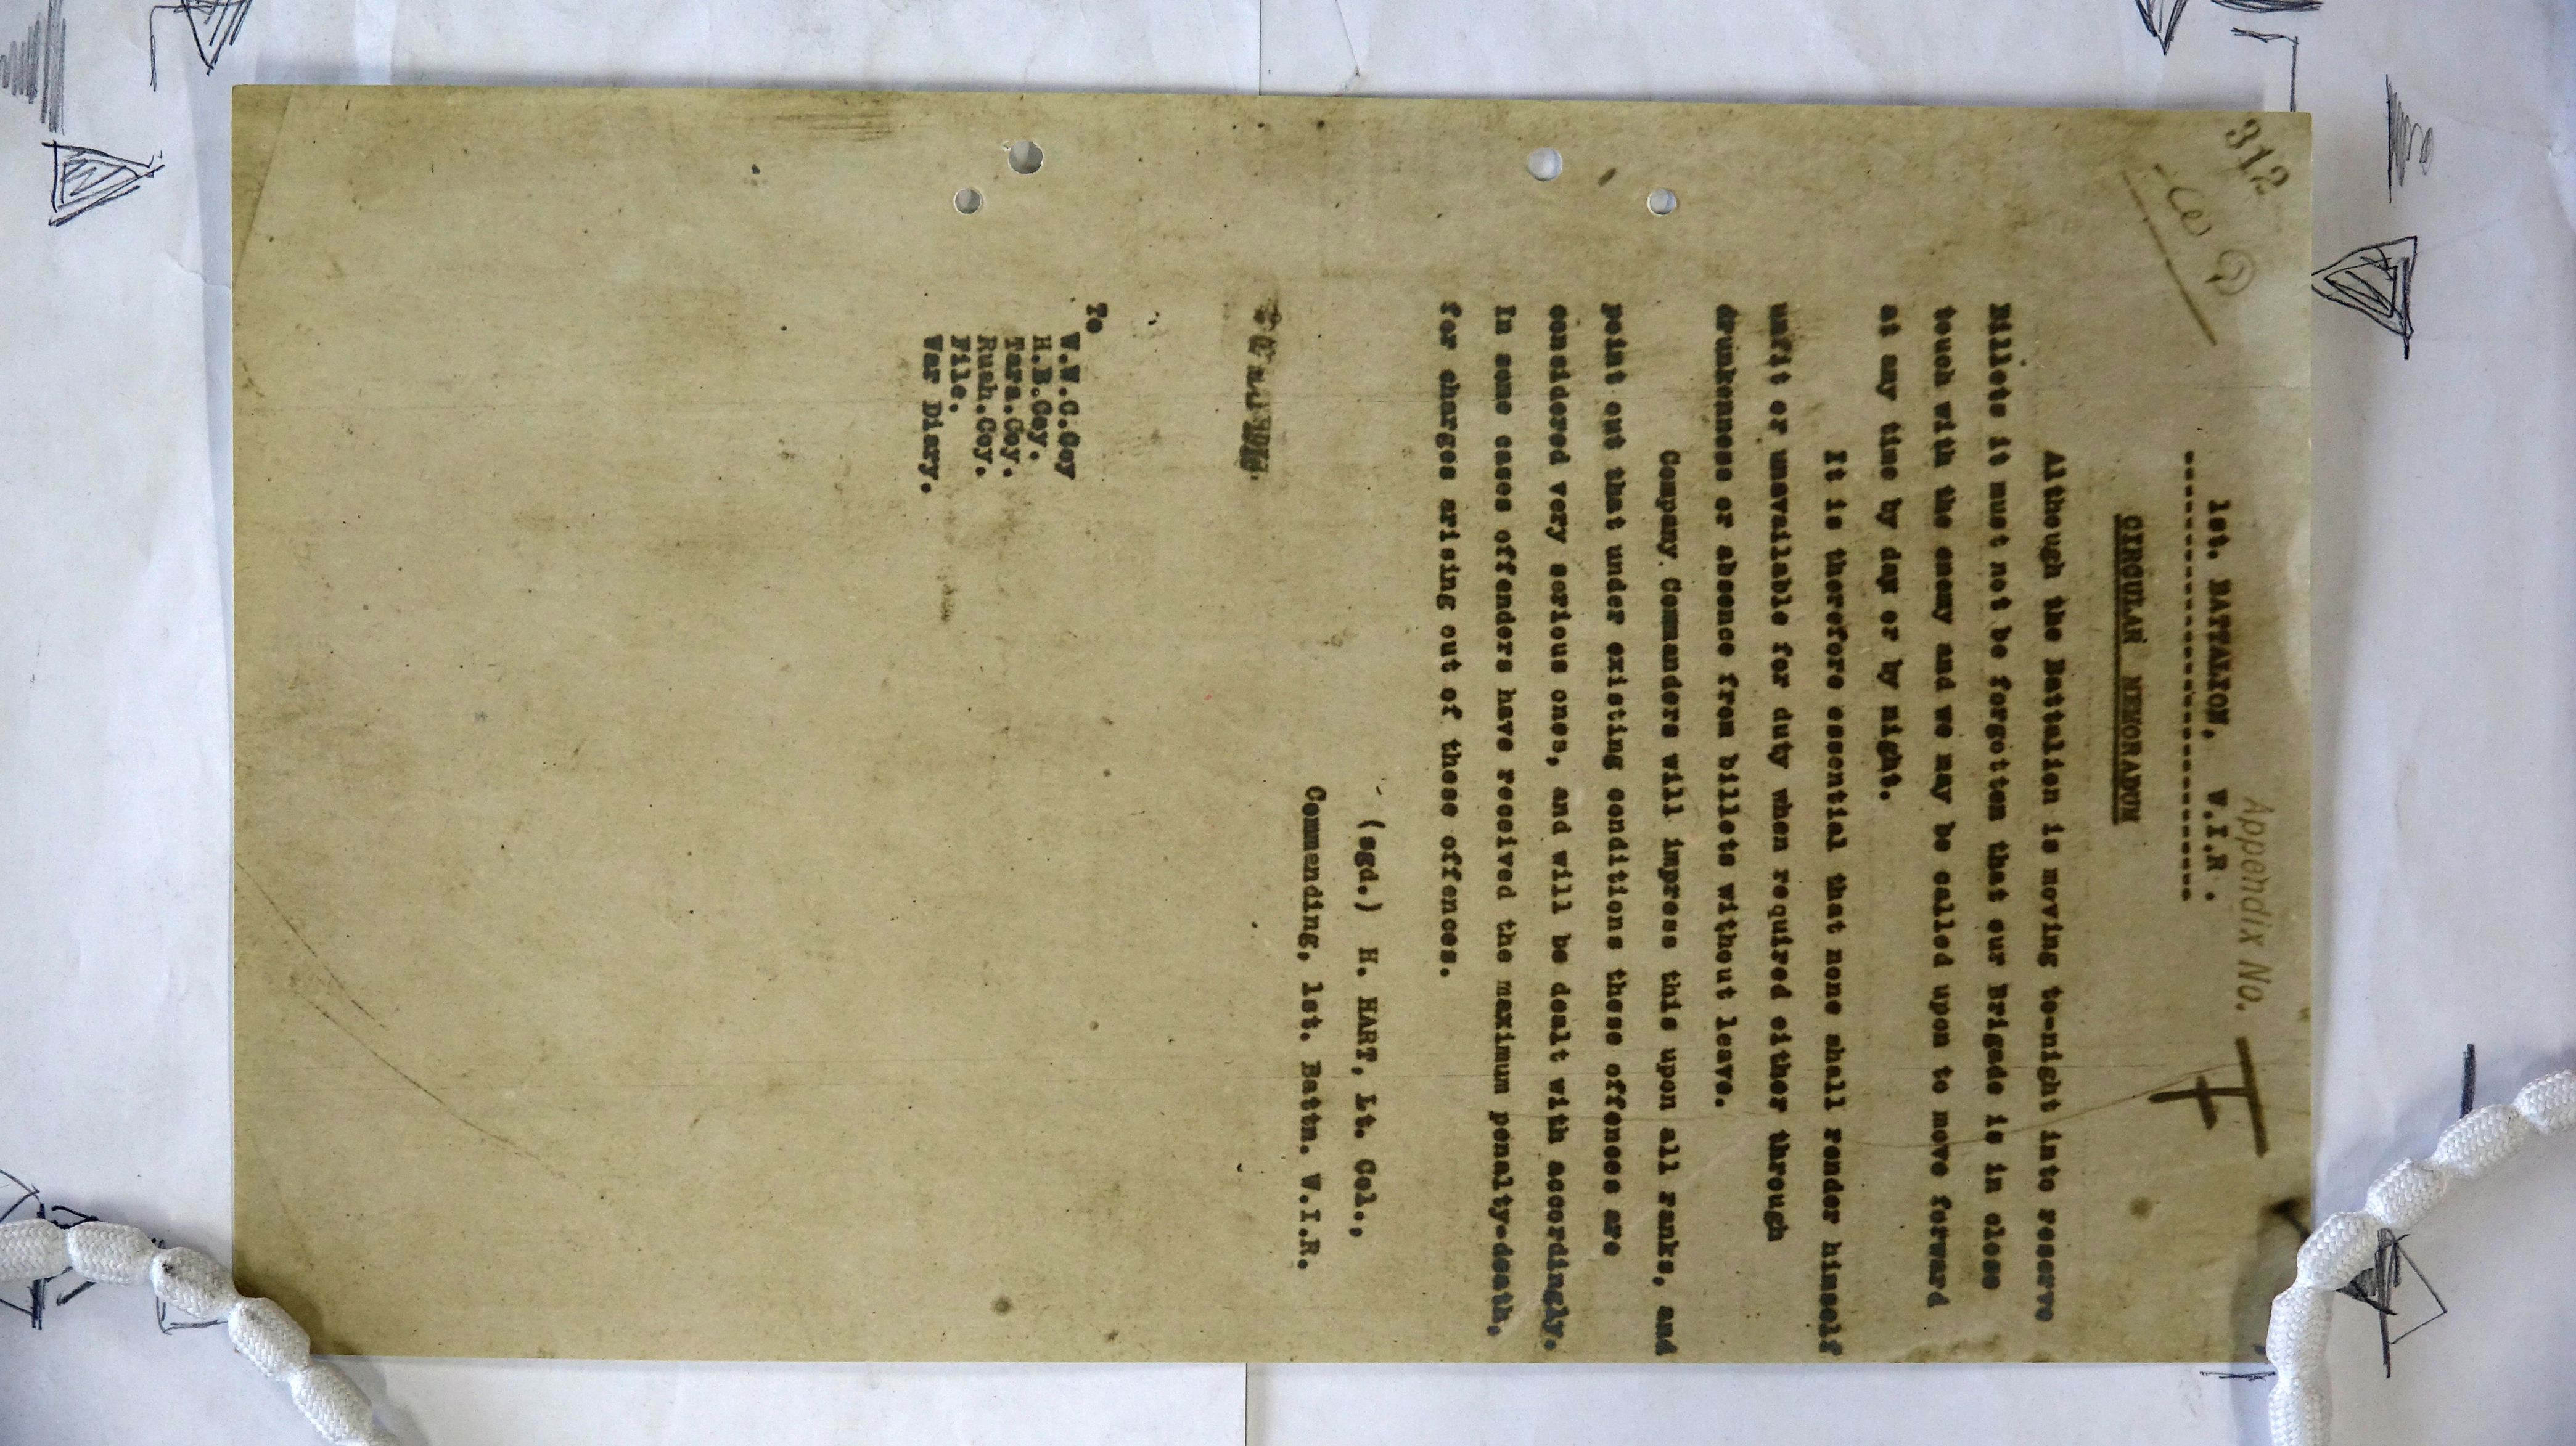 312
Appendix No.
1st. BATTALION, W.I.R.
CIRCULAR MEMORADUM
Although the Battalion is moving to-night into reserve
Billets it must not be forgotten that our Brigade is in close
touch with the enemy and we may be called upon to move forward
at any time by day or by night.
It is therefore essential that none shall render himself
unfit or unavailable for duty when required either through
drunkenness or absence from billets without leave.
Company Commanders will impress this upon all ranks, and
point out that under existing conditions these offences are
considered very serious ones, and will be dealt with accordingly.
In some cases offenders have received the maximum penalty-death,
for charges arising out of these offences.
(sgd.) H. HART, Lt. Col.,
Commanding, 1st. Battn. W.I.R.
To
W.W.C.Coy
H.B.Coy.
Tara.Coy.
Ruah.Coy.
File.
War Diary.